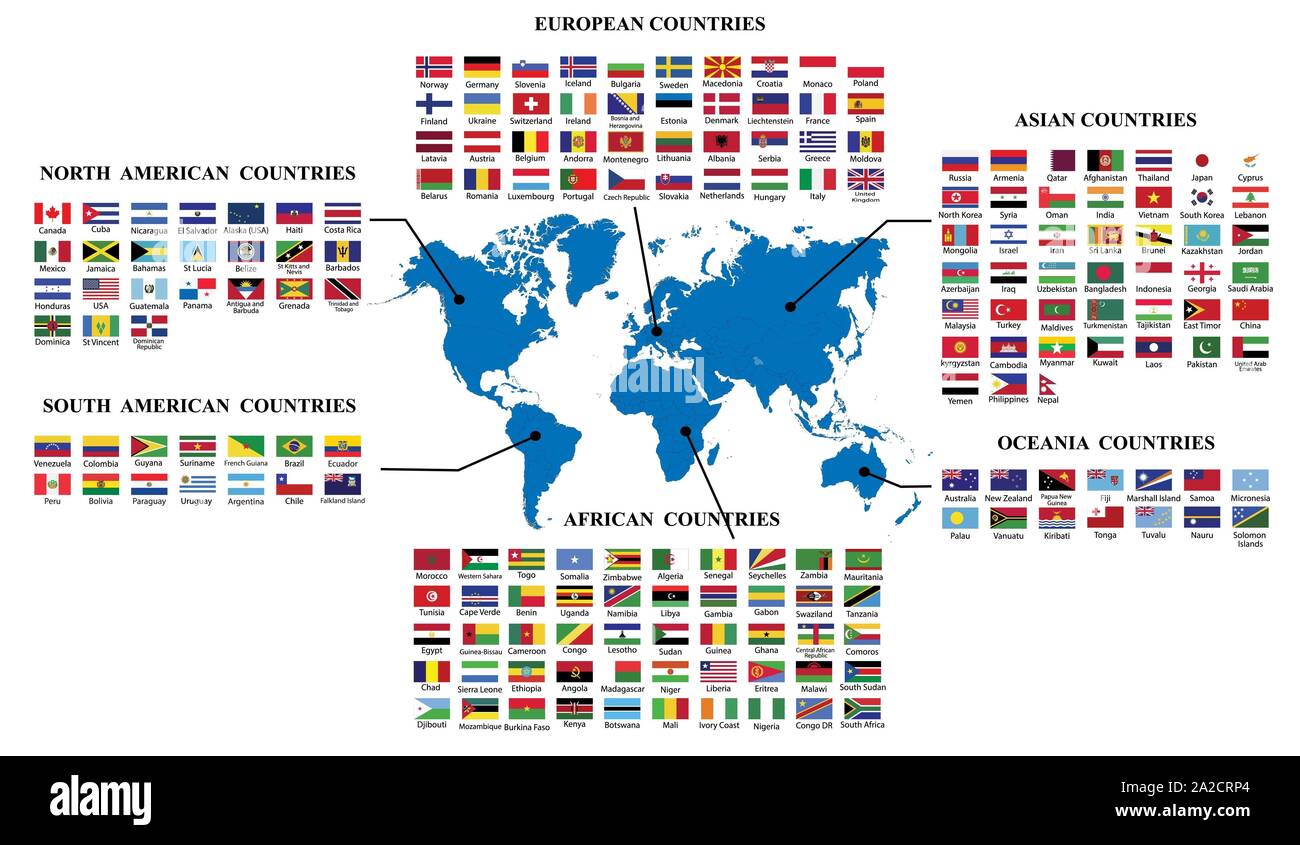 EUROPEAN COUNTRIES
Norway Germany Slovenia Iceland Bulgaria Sweden Macedonia Croatia Monaco Poland
Finland Ukraine Switzerland Ireland Bosnia and Herzegovina Estonia Denmark Liechtenstein France Spain
Latavia Austria Belgium Andorra Montenegro Lithuania Albania Serbia Greece Moldova
Belarus Romania Luxembourg Portugal Czech Republic Slovakia Netherlands Hungary Italy United Kingdom
NORTH AMERICAN COUNTRIES
Canada Cuba Nicaragua El Salvador Alaska (USA) Haiti Costa Rica
Mexico Jamaica Bahamas St Lucia Belize St Kitts and Nevis Barbados
Honduras USA Guatemala Panama Antigua and Barbuda Grenada Trinidad and Tobago
Dominica St Vincent Dominican Republic
ASIAN COUNTRIES
Russia Armenia Qatar Afghanistan Thailand Japan Cyprus
North Korea Syria Oman India Vietnam South Korea Lebanon
Mongolia Israel Iran Sri Lanka Brunei Kazakhstan Jordan
Azerbaijan Iraq Uzbekistan Bangladesh Indonesia Georgia Saudi Arabia
Malaysia Turkey Maldives Turkmenistan Tajikistan East Timor China
kyrgyzstan Cambodia Myanmar Kuwait Laos Pakistan United Arab Emirates
Yemen Philippines Nepal
SOUTH AMERICAN COUNTRIES
Venezuela Colombia Guyana Suriname French Guiana Brazil Ecuador
Peru Bolivia Paraguay Uruguay Argentina Chile Falkland Island
OCEANIA COUNTRIES
Australia New Zealand Papua New Guinea Fiji Marshall Island Samoa Micronesia
Palau Vanuatu Kiribati Tonga Tuvalu Nauru Solomon Islands
AFRICAN COUNTRIES
Morocco Western Sahara Togo Somalia Zimbabwe Algeria Senegal Seychelles Zambia Mauritania
Tunisia Cape Verde Benin Uganda Namibia Libya Gambia Gabon Swaziland Tanzania
Egypt Guinea-Bissau Cameroon Congo Lesotho Sudan Guinea Ghana Central African Republic Comoros
Chad Sierra Leone Ethiopia Angola Madagascar Niger Liberia Eritrea Malawi South Sudan
Djibouti Mozambique Burkina Faso Kenya Botswana Mali Ivory Coast Nigeria Congo DR South Africa
alamy
alamy
Image ID: 2A2CRP4
www.alamy.com